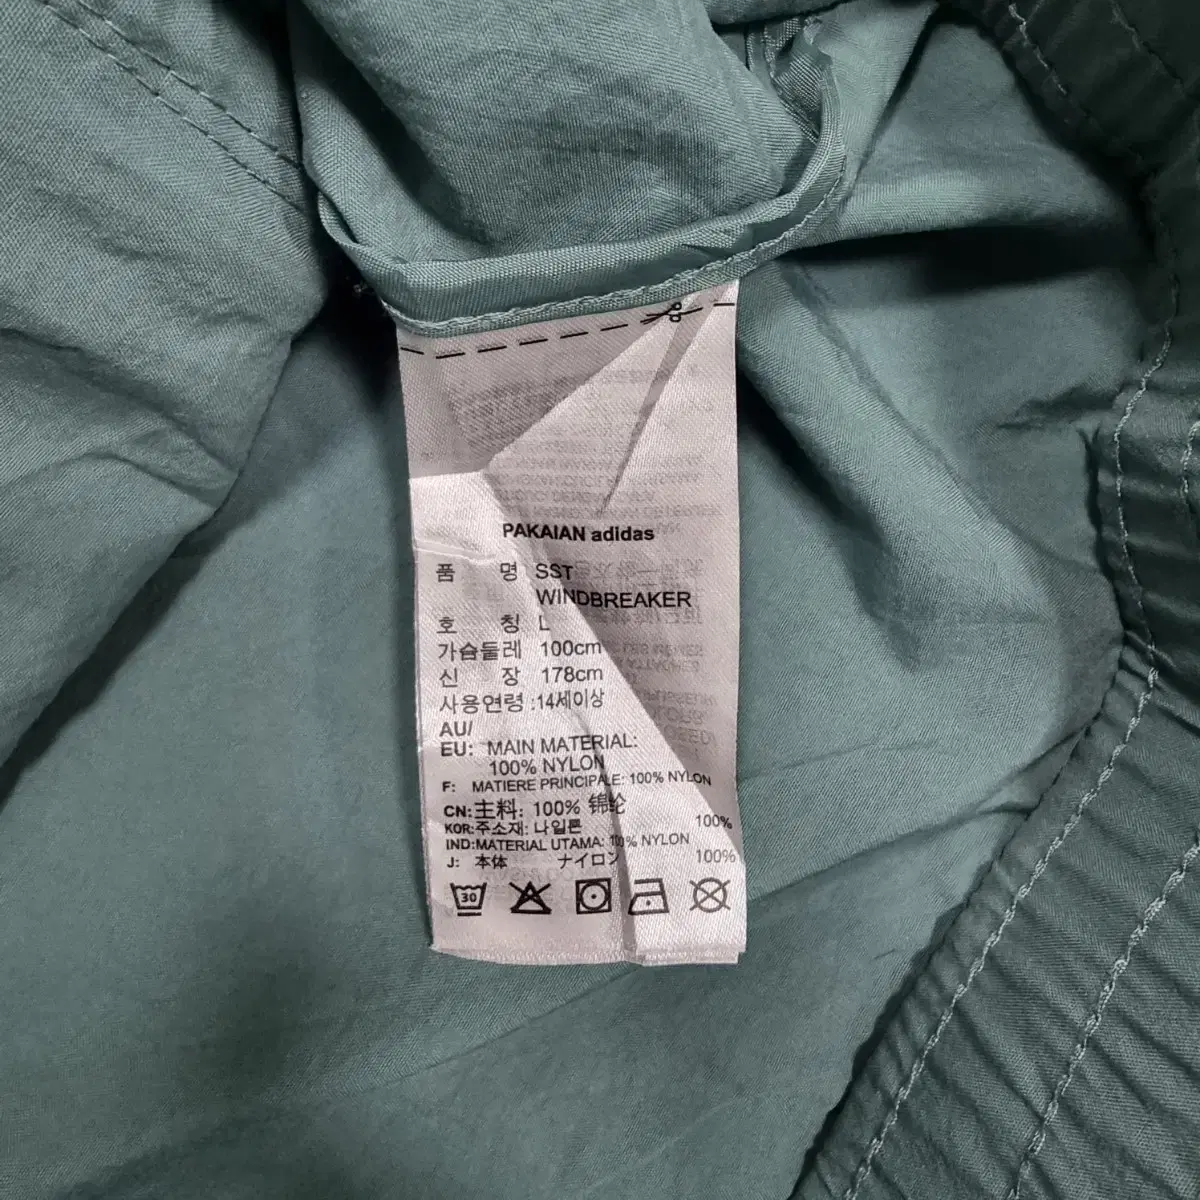 PAKAIAN adidas
品 명 SST
WINDBREAKER
호 칭 L
가슴둘레 100cm
신 장 178cm
사용연령 :14세이상
AU/
EU: MAIN MATERIAL:
100% NYLON
F: MATIERE PRINCIPALE: 100% NYLON
CN:主料: 100% 锦纶
KOR:주소재: 나일론 100%
IND:MATERIAL UTAMA: 100% NYLON
J: 本体 ナイロン 100%
30